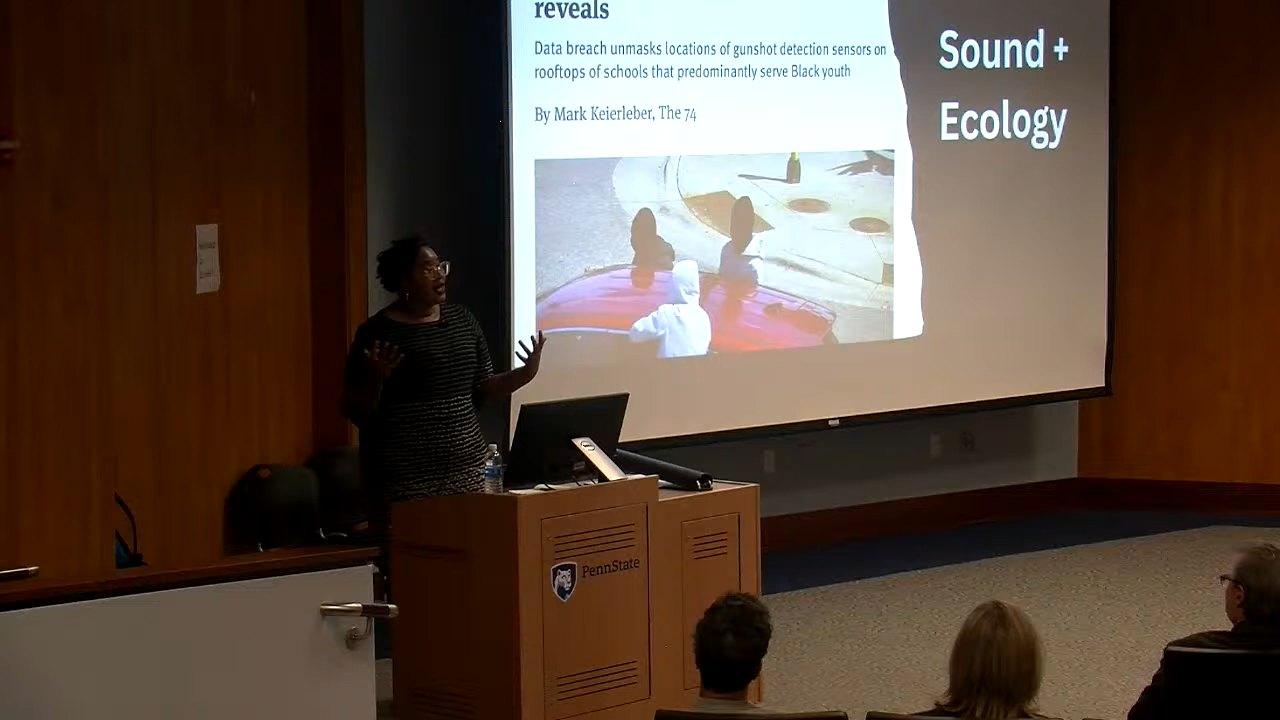 reveals
Data breach unmasks locations of gunshot detection sensors on
rooftops of schools that predominantly serve Black youth
By Mark Keierleber, The 74
Sound +
Ecology
PennState